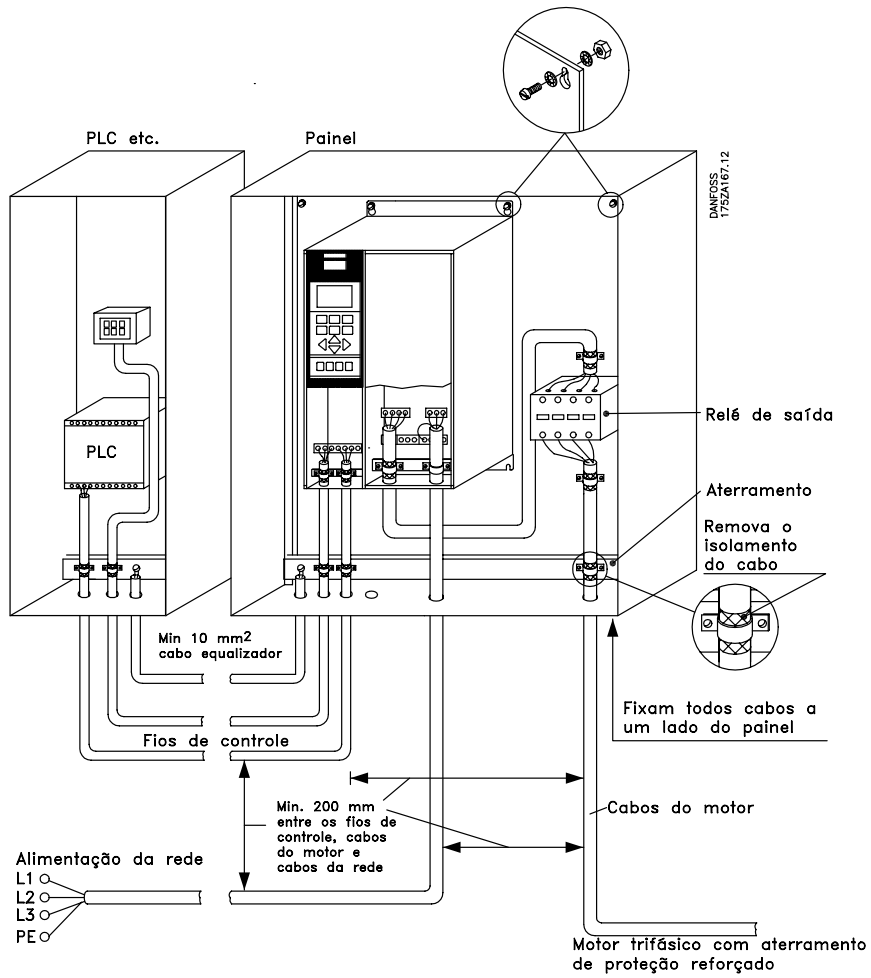 PLC etc.
Painel
DANFOSS
175ZA167.12
PLC
Relé de saída
Aterramento
Remova o
isolamento
do cabo
Min 10 mm2
cabo equalizador
Fixam todos cabos a
um lado do painel
Fios de controle
Min. 200 mm
entre os fios de
controle, cabos
do motor e
cabos da rede
Cabos do motor
Alimentação da rede
L1
L2
L3
PE
Motor trifásico com aterramento
de proteção reforçado